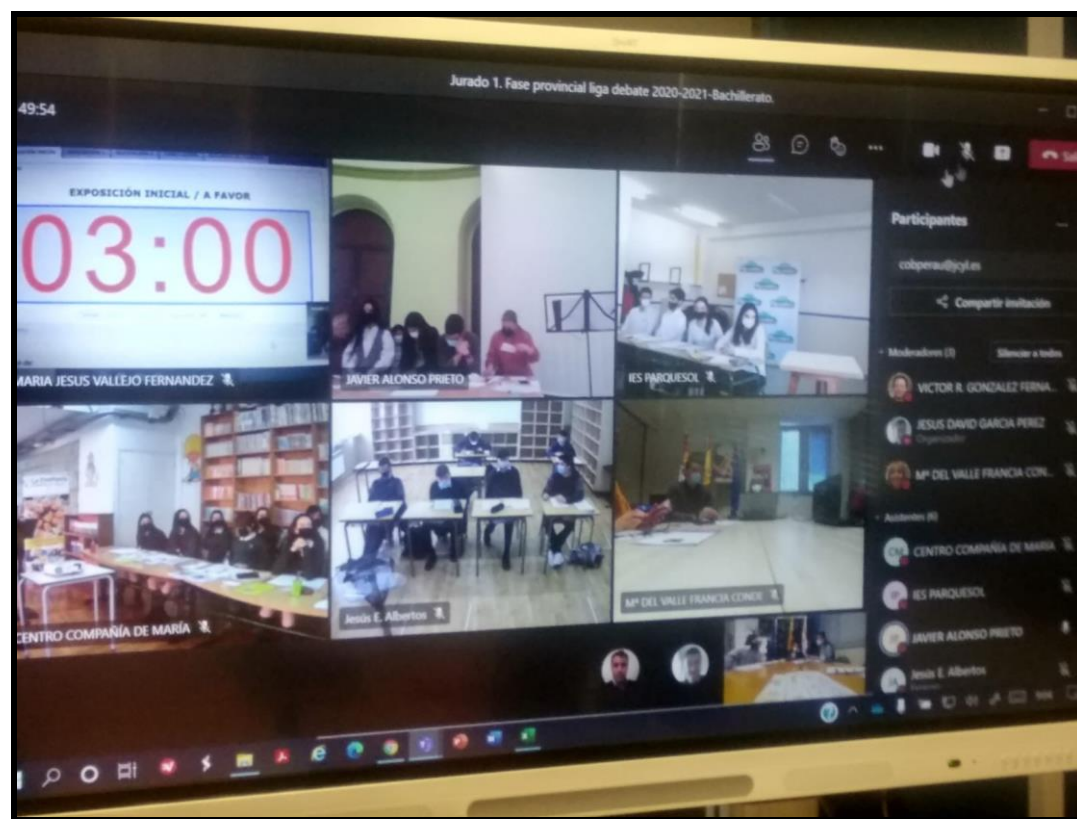 Jurado 1. Fase provincial liga debate 2020-2021-Bachillerato.
49:54
EXPOSICIÓN INICIAL / A FAVOR
03:00
MARIA JESUS VALLEJO FERNANDEZ
JAVIER ALONSO PRIETO
IES PARQUESOL
CENTRO COMPAÑÍA DE MARÍA
Jesús E. Albertos
Mª DEL VALLE FRANCIA CONDE
Participantes
cobperau@jcyl.es
Compartir invitación
Moderadores (3)
Silenciar a todos
VICTOR R. GONZALEZ FERNA...
JESUS DAVID GARCIA PEREZ
Organizador
Mª DEL VALLE FRANCIA CON...
Asistentes (6)
CM
CENTRO COMPAÑÍA DE MARÍA
IES PARQUESOL
JAVIER ALONSO PRIETO
Jesús E. Albertos